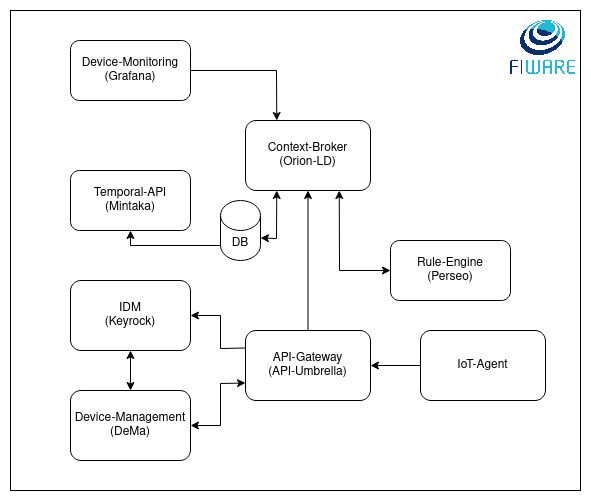 FIWARE
Device-Monitoring
(Grafana)
Context-Broker
(Orion-LD)
Temporal-API
(Mintaka)
DB
Rule-Engine
(Perseo)
IDM
(Keyrock)
API-Gateway
(API-Umbrella)
IoT-Agent
Device-Management
(DeMa)